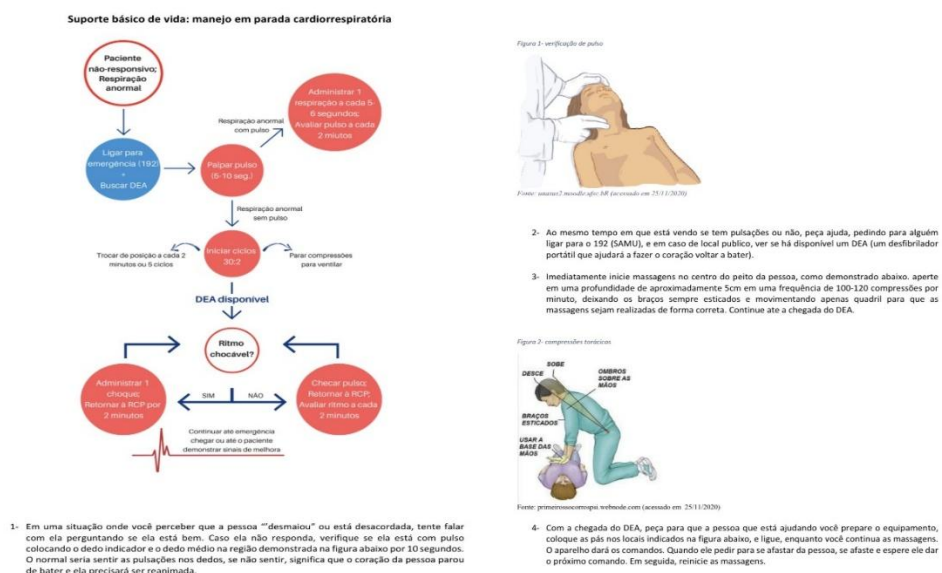 Suporte básico de vida: manejo em parada cardiorrespiratória
Paciente
não-responsivo;
Respiração
anormal
Ligar para
emergência (192)
+
Buscar DEA
Palpar pulso
(5-10 seg.)
Respiração anormal
com pulso
Administrar 1
respiração a cada 5-
6 segundos;
Avaliar pulso a cada
2 miutos
Respiração anormal
sem pulso
Trocar de posição a cada 2
minutos ou 5 ciclos
Iniciar ciclos
30:2
Parar compressões
para ventilar
DEA disponível
Ritmo
chocável?
Administrar 1
choque;
Retornar à RCP por
2 minutos
SIM
NÃO
Checar pulso;
Retornar à RCP;
Avaliar ritmo a cada
2 minutos
Continuar até emergência
chegar ou até o paciente
demonstrar sinais de melhora
1- Em uma situação onde você perceber que a pessoa "'desmaiou" ou está desacordada, tente falar
com ela perguntando se ela está bem. Caso ela não responda, verifique se ela está com pulso
colocando o dedo indicador e o dedo médio na região demonstrada na figura abaixo por 10 segundos.
O normal seria sentir as pulsações nos dedos, se não sentir, significa que o coração da pessoa parou
de bater e ela precisará ser reanimada.
Figura 1- verificação de pulso
(acessado em 25/11/2020)
2- Ao mesmo tempo em que está vendo se tem pulsações ou não, peça ajuda, pedindo para alguém
ligar para o 192 (SAMU), e em caso de local publico, ver se há disponível um DEA (um desfibrilador
portátil que ajudará a fazer o coração voltar a bater).
3- Imediatamente inicie massagens no centro do peito da pessoa, como demonstrado abaixo. aperte
em uma profundidade de aproximadamente 5cm em uma frequência de 100-120 compressões por
minuto, deixando os braços sempre esticados e movimentando apenas quadril para que as
massagens sejam realizadas de forma correta. Continue ate a chegada do DEA.
Figura 2- compressões torácicas
SOBE
DESCE
OMBROS
SOBRE AS
MÃOS
BRAÇOS
ESTICADOS
USAR A
BASE DAS
MÃOS
Fonte: primeirossocorrospsi.webnode.com (acessado em 25/11/2020)
4- Com a chegada do DEA, peça para que a pessoa que está ajudando você prepare o equipamento,
coloque as pás nos locais indicados na figura abaixo, e ligue, enquanto você continua as massagens.
O aparelho dará os comandos. Quando ele pedir para se afastar da pessoa, se afaste e espere ele dar
o próximo comando. Em seguida, reinicie as massagens.